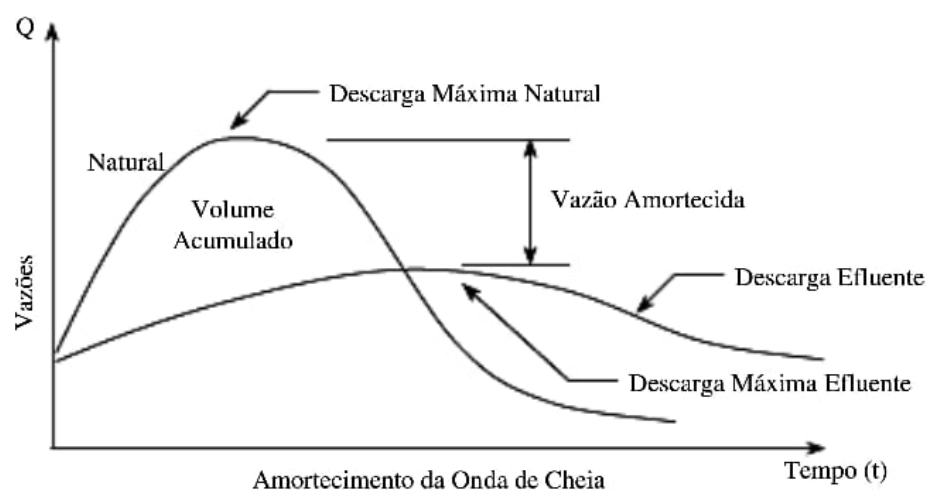 Q
Descarga Máxima Natural
Natural
Volume
Acumulado
Vazão Amortecida
Vazões
Descarga Efluente
Descarga Máxima Efluente
Tempo (t)
Amortecimento da Onda de Cheia